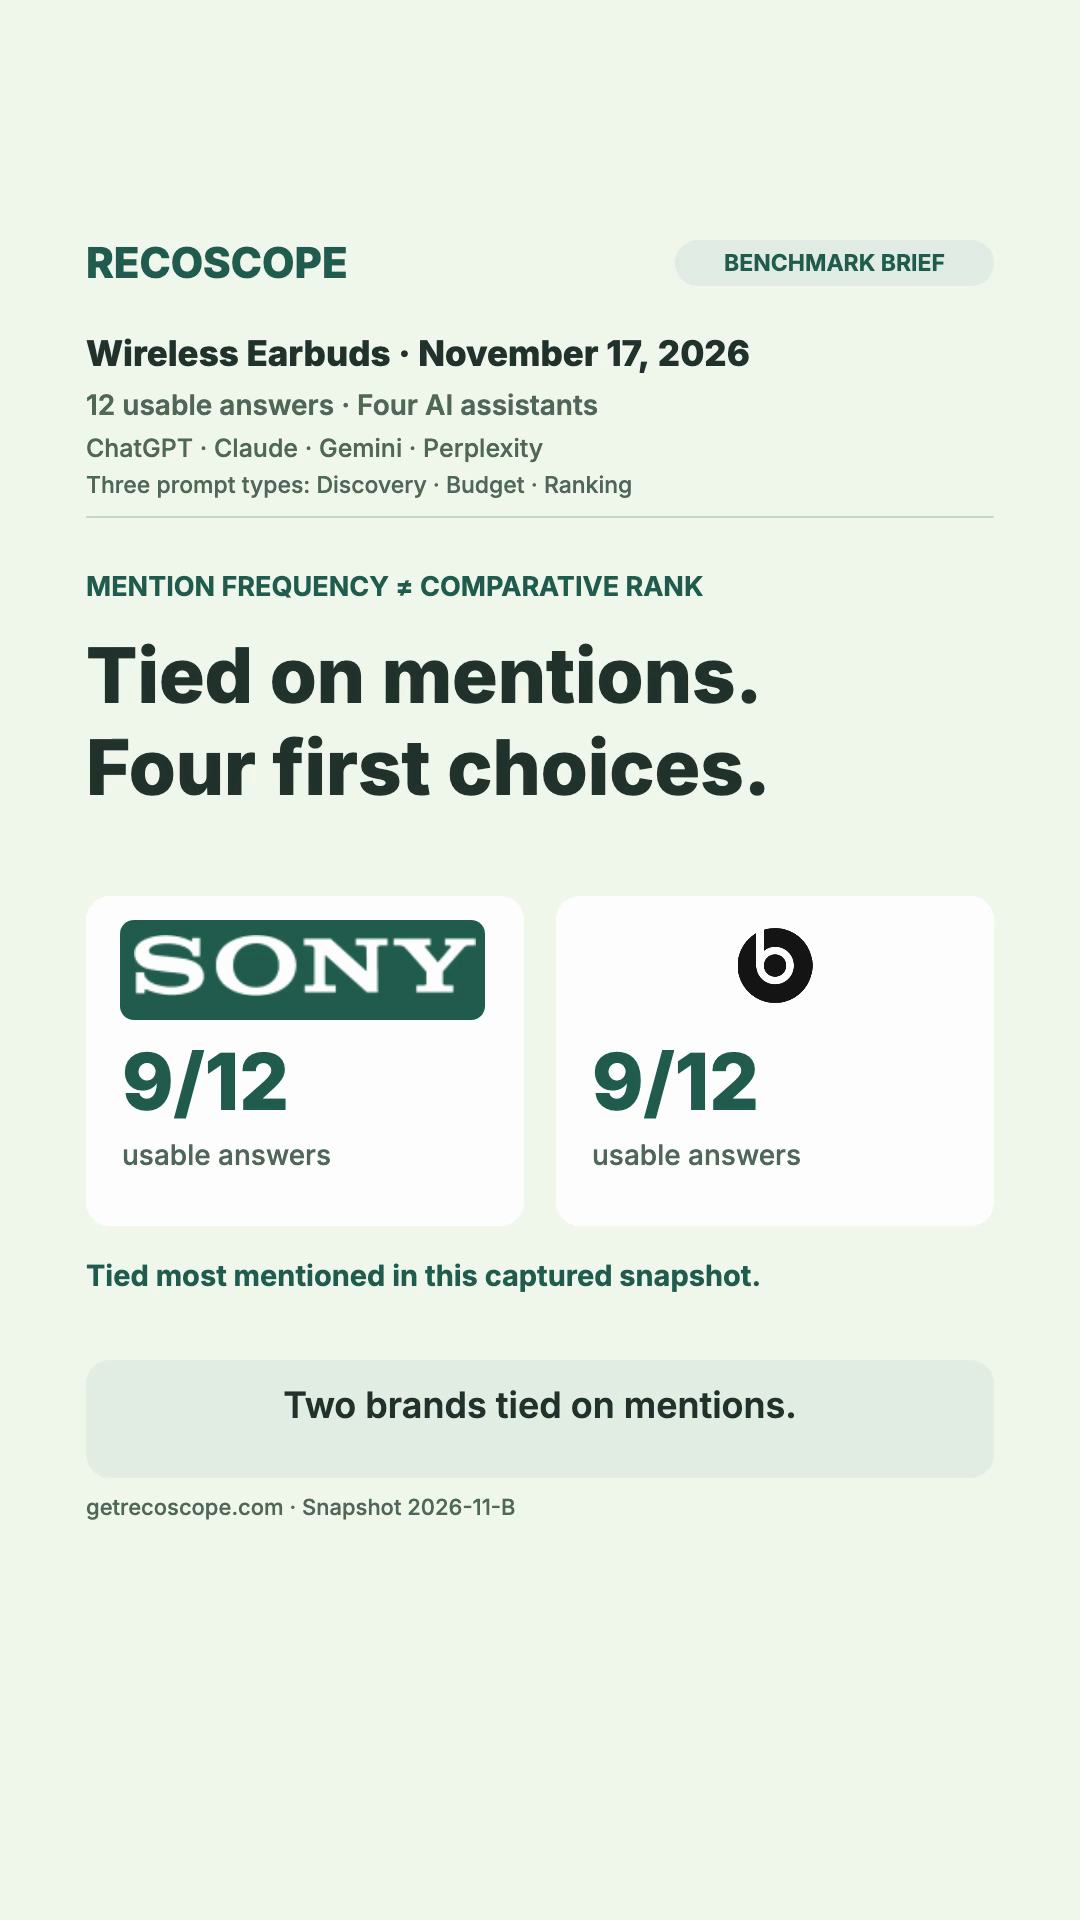 RECOSCOPE
BENCHMARK BRIEF
Wireless Earbuds · November 17, 2026
12 usable answers · Four AI assistants
ChatGPT · Claude · Gemini · Perplexity
Three prompt types: Discovery · Budget · Ranking
MENTION FREQUENCY ≠ COMPARATIVE RANK
Tied on mentions.
Four first choices.
SONY
9/12
usable answers
b
9/12
usable answers
Tied most mentioned in this captured snapshot.
Two brands tied on mentions.
getrecoscope.com · Snapshot 2026-11-B